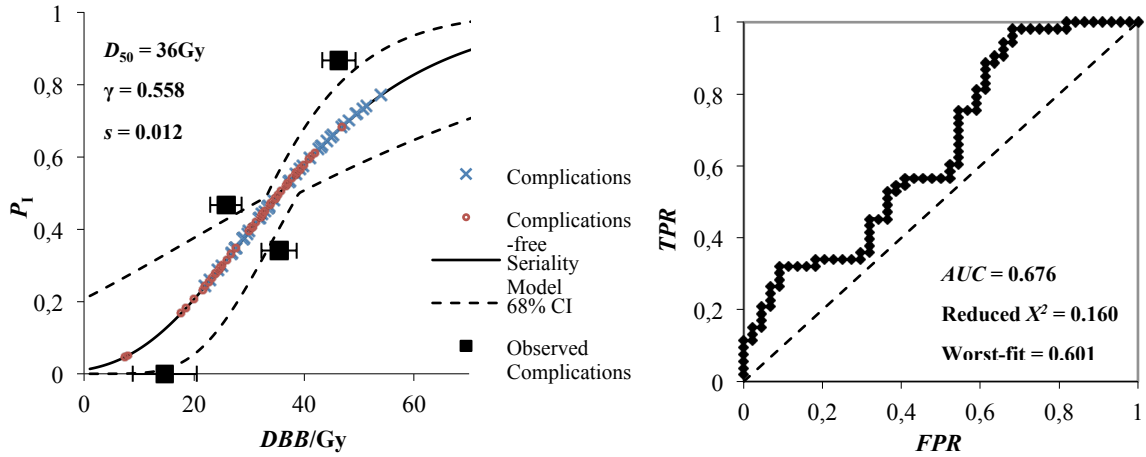 D50 = 36Gy
γ = 0.558
s = 0.012
1
0,8
0,6
0,4
0,2
0
0 20 40 60
PI
DBB/Gy
Complications
Complications
-free
Seriality
Model
68% CI
Observed
Complications
1
0,8
0,6
0,4
0,2
0
0 0,2 0,4 0,6 0,8 1
TPR
FPR
AUC = 0.676
Reduced X² = 0.160
Worst-fit = 0.601